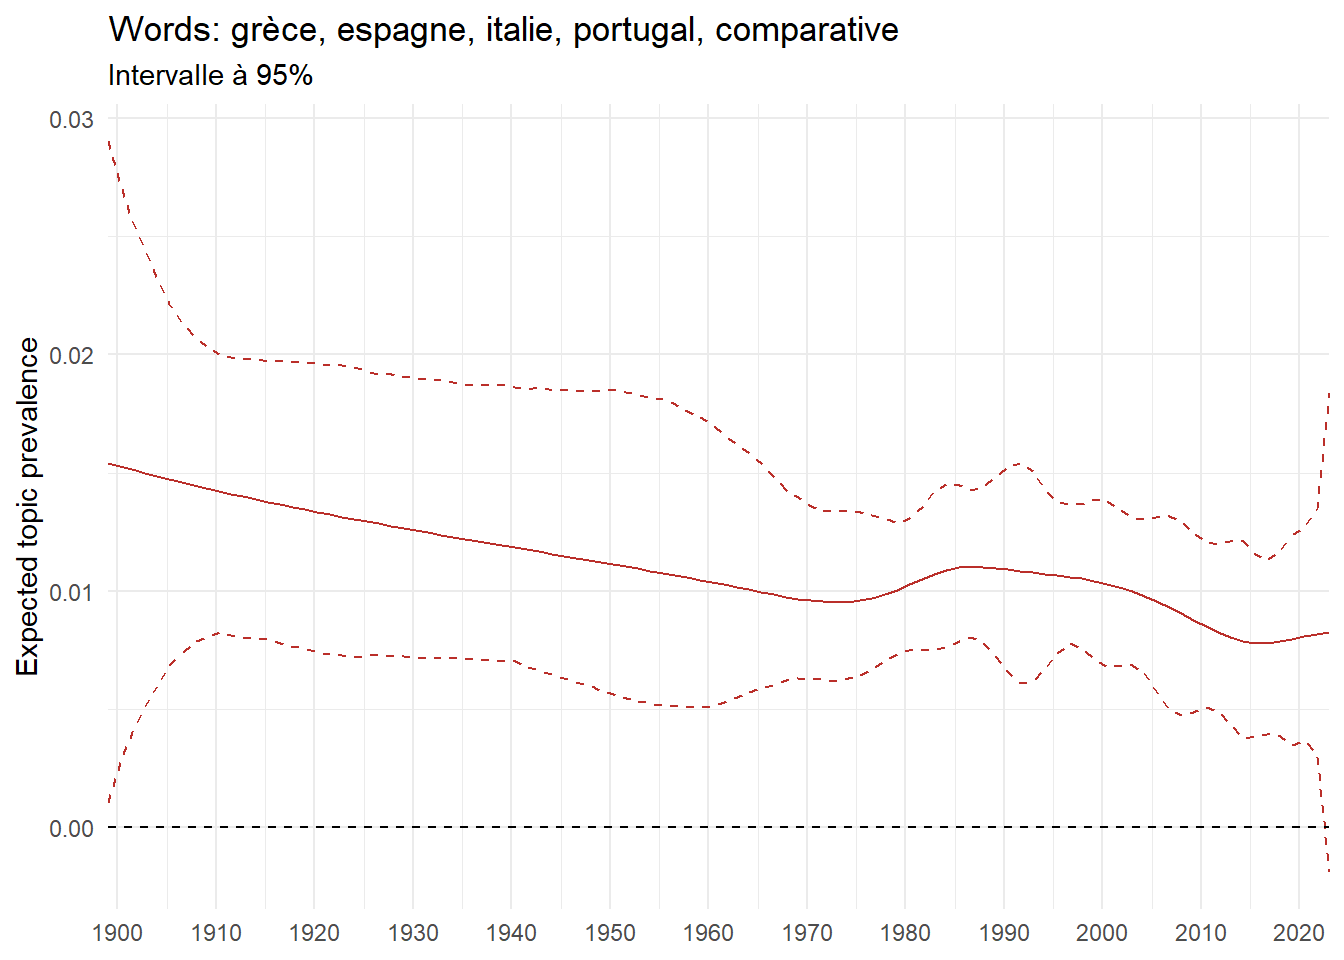 Words: grèce, espagne, italie, portugal, comparative
Intervalle à 95%
Expected topic prevalence
0.03
0.02
0.01
0.00
1900 1910 1920 1930 1940 1950 1960 1970 1980 1990 2000 2010 2020